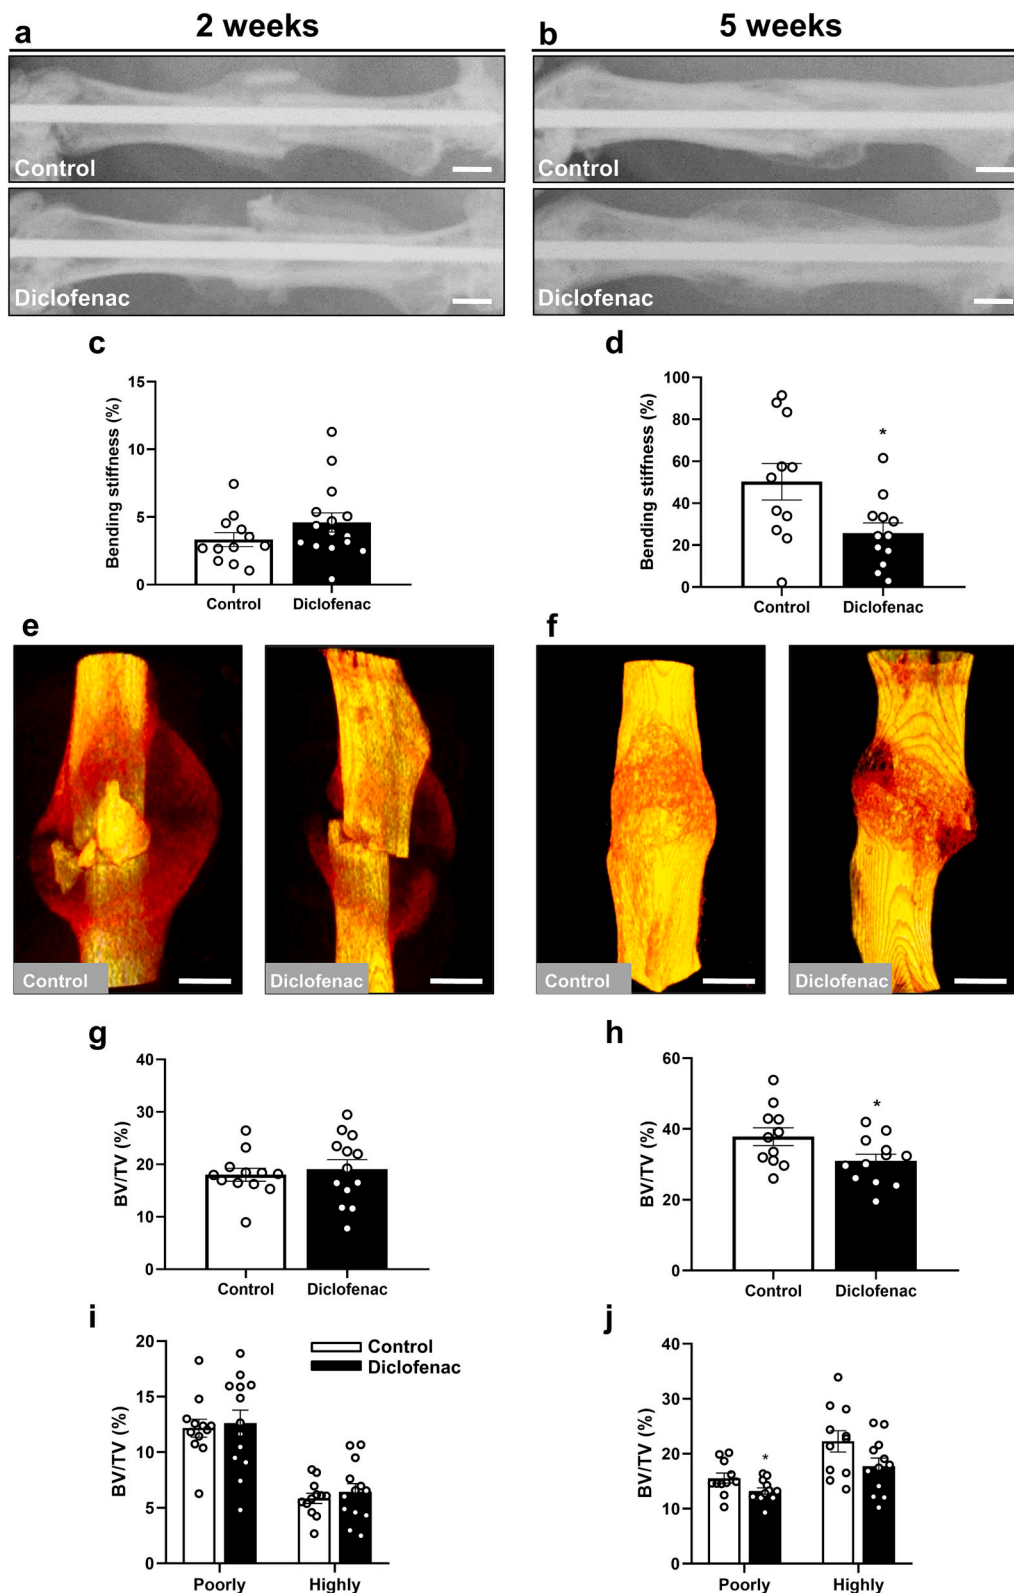 2 weeks
5 weeks
a
b
Control
Control
Diclofenac
Diclofenac
c
d
Bending stiffness (%)
15
10
5
0
Control
Diclofenac
Bending stiffness (%)
100
80
60
40
20
0
*
Control
Diclofenac
e
f
Control
Diclofenac
Control
Diclofenac
g
h
BV/TV (%)
40
30
20
10
0
Control
Diclofenac
BV/TV (%)
60
40
20
0
*
Control
Diclofenac
i
j
BV/TV (%)
20
15
10
5
0
Control
Diclofenac
Poorly
Highly
BV/TV (%)
40
30
20
10
0
*
Poorly
Highly